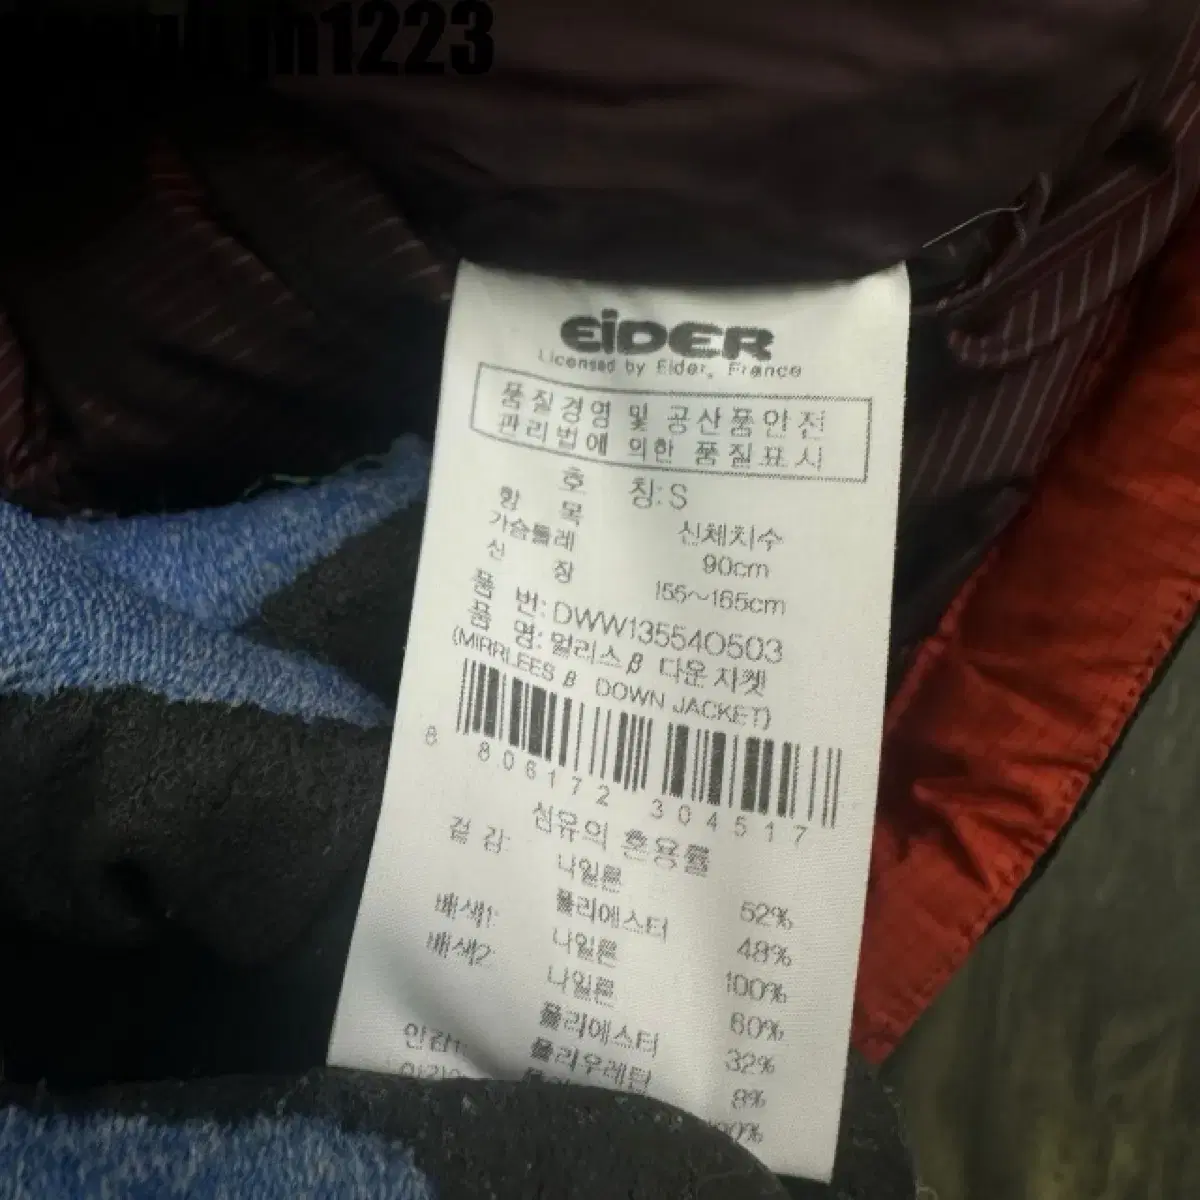 jh1223
EiDER
Licensed by Eider, France
품질경영 및 공산품안전
관리법에 의한 품질표시
호 칭: S
항 목 신체치수
가슴둘레 90cm
신 장 155~165cm
품 번: DWW13554O503
품 명: 멀리스β 다운 자켓
(MIRRLEES β DOWN JACKET)
8 806172 304517
섬유의 혼용률
겉감: 나일론 52%
폴리에스터 48%
배색1: 나일론 100%
배색2: 나일론 60%
폴리에스터 32%
폴리우레탄 8%
안감1: